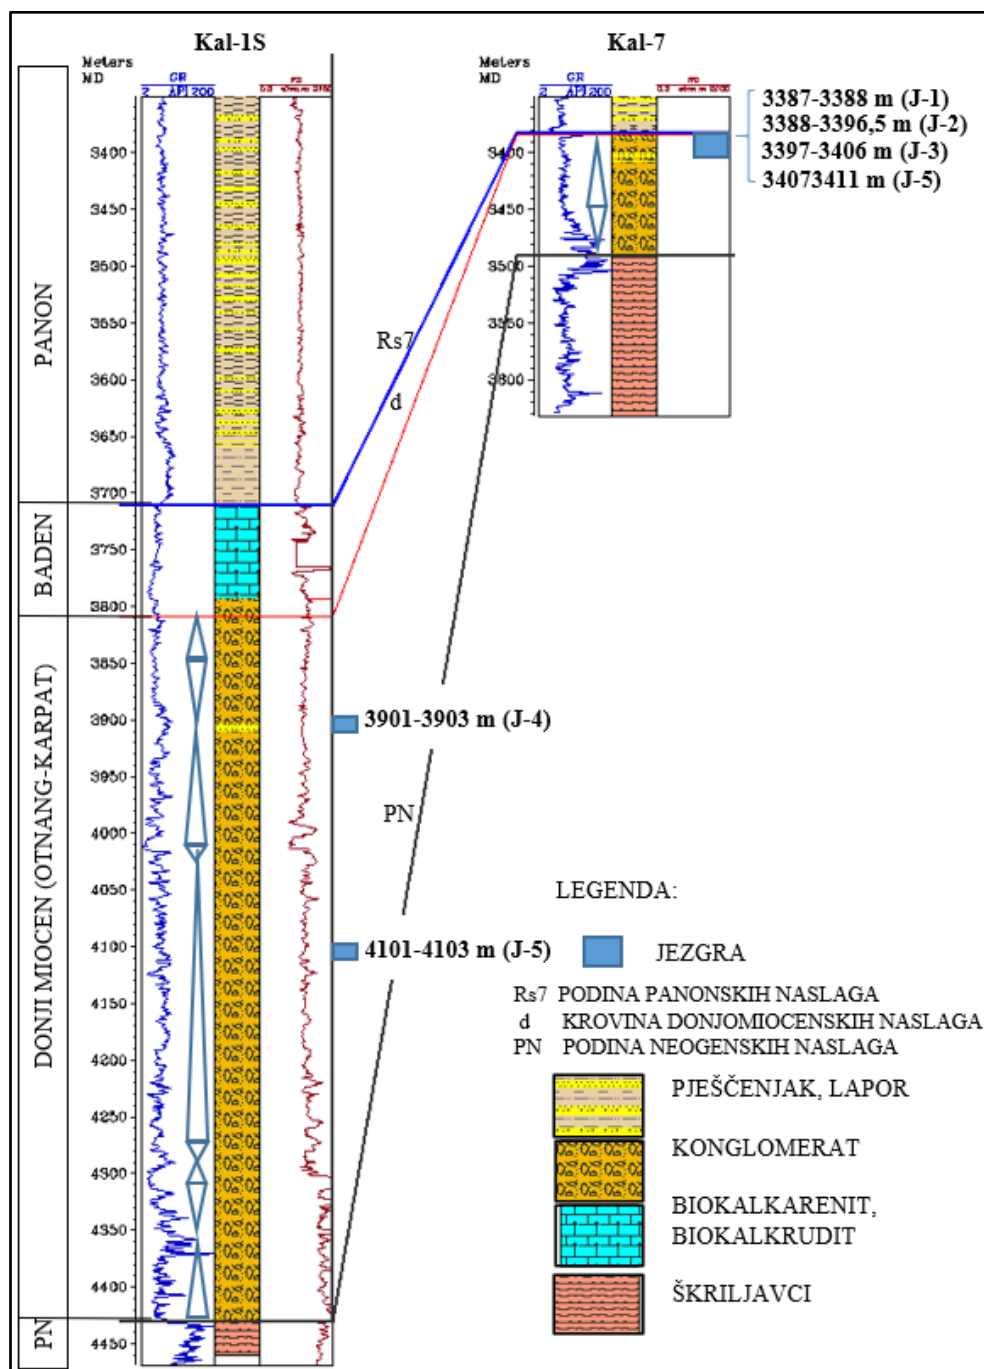 Kal-1S
Kal-7
Meters
MD
GR
2 API 200
Meters
MD
GR
2 API 200
3387-3388 m (J-1)
3388-3396,5 m (J-2)
3397-3406 m (J-3)
34073411 m (J-5)
PANON
BADEN
DONJI MIOCEN (OTNANG-KARPAT)
PN
3400
3450
3500
3550
3600
3650
3700
3750
3800
3850
3900
3950
4000
4050
4100
4150
4200
4250
4300
4350
4400
4450
3400
3450
3500
3550
3600
Rs7
d
PN
3901-3903 m (J-4)
4101-4103 m (J-5)
LEGENDA:
JEZGRA
Rs7 PODINA PANONSKIH NASLAGA
d KROVINA DONJOMIOCENSKIH NASLAGA
PN PODINA NEOGENSKIH NASLAGA
PJEŠČENJAK, LAPOR
KONGLOMERAT
BIOKALKARENIT,
BIOKALKRUDIT
ŠKRILJAVCI